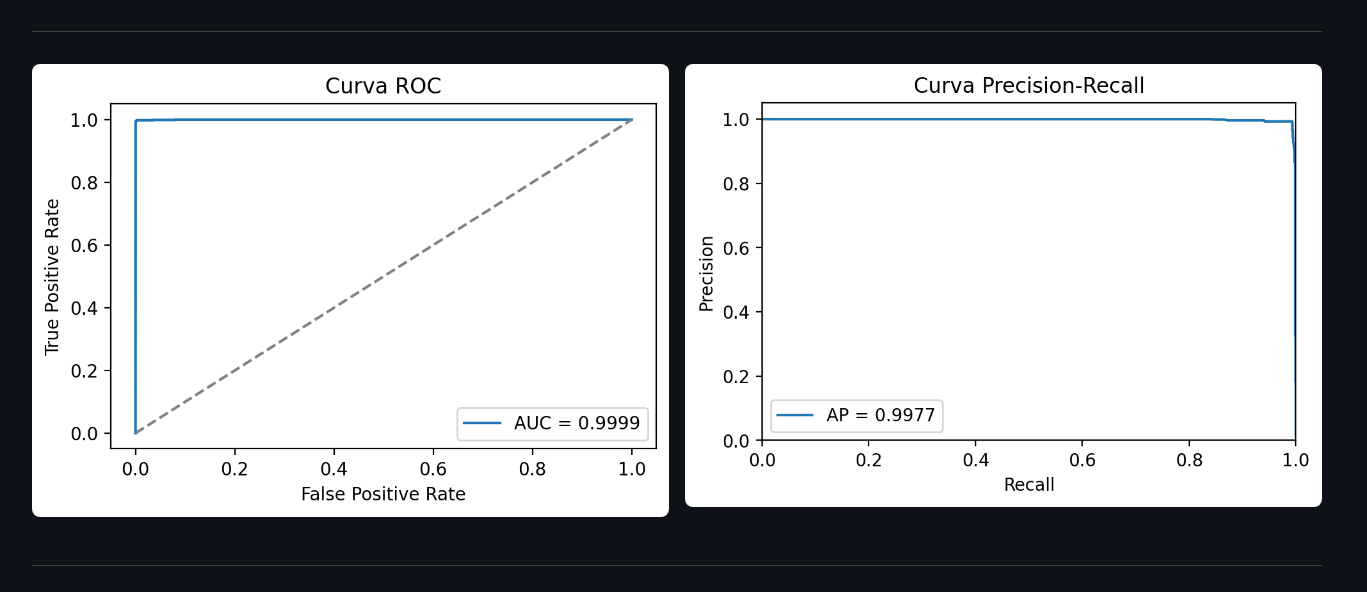 Curva ROC
1.0
0.8
0.6
0.4
0.2
0.0
True Positive Rate
AUC = 0.9999
0.0 0.2 0.4 0.6 0.8 1.0
False Positive Rate
Curva Precision-Recall
1.0
0.8
0.6
0.4
0.2
0.0
Precision
AP = 0.9977
0.0 0.2 0.4 0.6 0.8 1.0
Recall